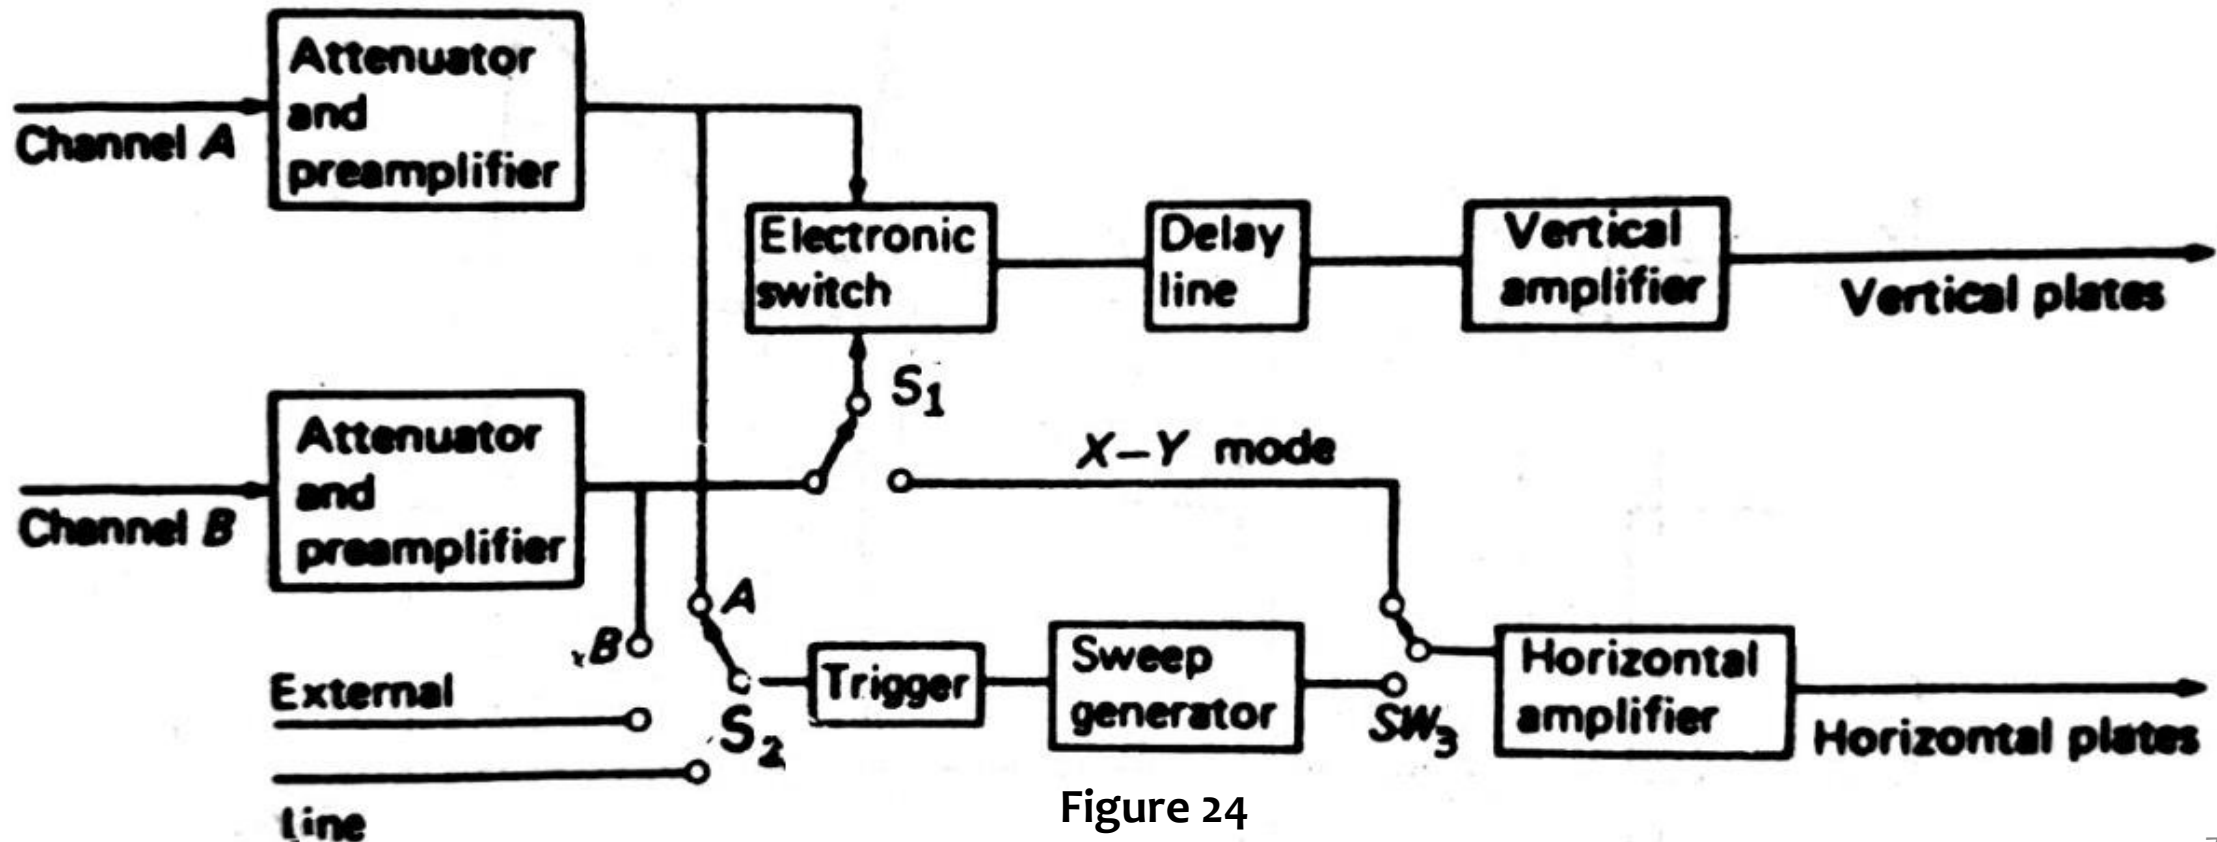 Attenuator
and
preamplifier
Channel A
Electronic
switch
Delay
line
Vertical
amplifier
Vertical plates
S1
Attenuator
and
preamplifier
Channel B
X-Y mode
A
B
External
S2
Trigger
Sweep
generator
SW3
Horizontal
amplifier
Horizontal plates
Line
Figure 24